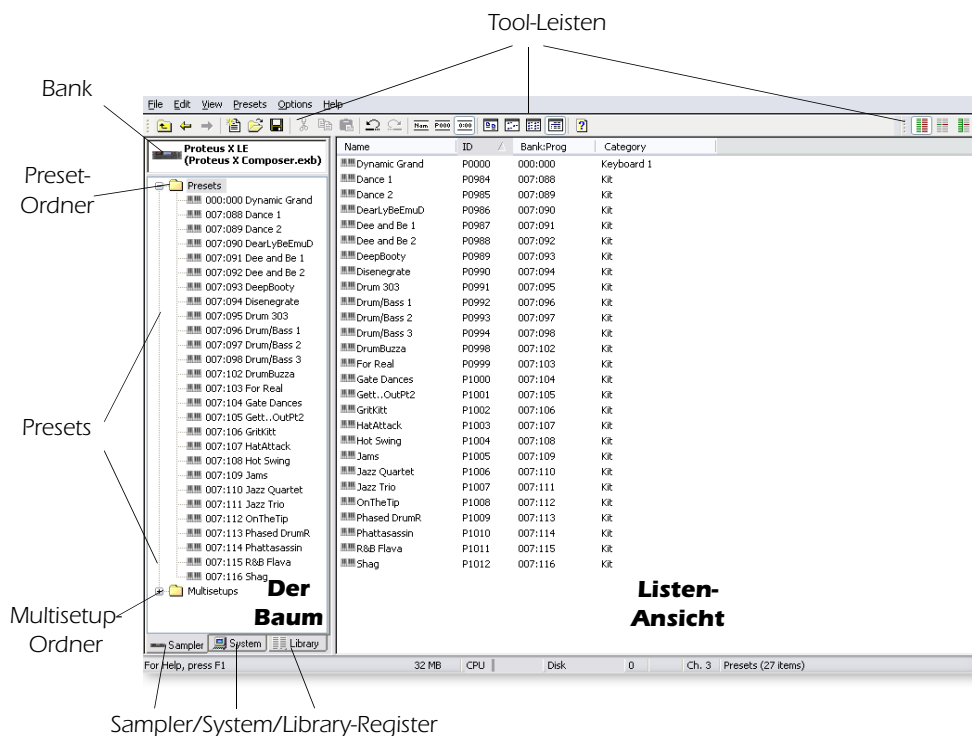 Tool-Leisten
Bank
File Edit View Presets Options Help
Nam P000 0:00
Proteus X LE
(Proteus X Composer.exb)
Preset-
Ordner
Presets
000:000 Dynamic Grand
007:088 Dance 1
007:089 Dance 2
007:090 DearLyBeEmuD
007:091 Dee and Be 1
007:092 Dee and Be 2
007:093 DeepBooty
007:094 Disenegrate
007:095 Drum 303
007:096 Drum/Bass 1
007:097 Drum/Bass 2
007:098 Drum/Bass 3
007:102 DrumBuzza
007:103 For Real
007:104 Gate Dances
007:105 Gett..OutPt2
007:106 GritKitt
007:107 HatAttack
007:108 Hot Swing
007:109 Jams
007:110 Jazz Quartet
007:111 Jazz Trio
007:112 OnTheTip
007:113 Phased DrumR
007:114 Phattasassin
007:115 R&B Flava
007:116 Shag
Multisetups
Presets
Multisetup-
Ordner
Der
Baum
Name ID Bank:Prog Category
Dynamic Grand P0000 000:000 Keyboard 1
Dance 1 P0984 007:088 Kit
Dance 2 P0985 007:089 Kit
DearLyBeEmuD P0986 007:090 Kit
Dee and Be 1 P0987 007:091 Kit
Dee and Be 2 P0988 007:092 Kit
DeepBooty P0989 007:093 Kit
Disenegrate P0990 007:094 Kit
Drum 303 P0991 007:095 Kit
Drum/Bass 1 P0992 007:096 Kit
Drum/Bass 2 P0993 007:097 Kit
Drum/Bass 3 P0994 007:098 Kit
DrumBuzza P0998 007:102 Kit
For Real P0999 007:103 Kit
Gate Dances P1000 007:104 Kit
Gett..OutPt2 P1001 007:105 Kit
GritKitt P1002 007:106 Kit
HatAttack P1003 007:107 Kit
Hot Swing P1004 007:108 Kit
Jams P1005 007:109 Kit
Jazz Quartet P1006 007:110 Kit
Jazz Trio P1007 007:111 Kit
OnTheTip P1008 007:112 Kit
Phased DrumR P1009 007:113 Kit
Phattasassin P1010 007:114 Kit
R&B Flava P1011 007:115 Kit
Shag P1012 007:116 Kit
Listen-
Ansicht
Sampler System Library
For Help, press F1 32 MB CPU Disk 0 Ch. 3 Presets (27 items)
Sampler/System/Library-Register